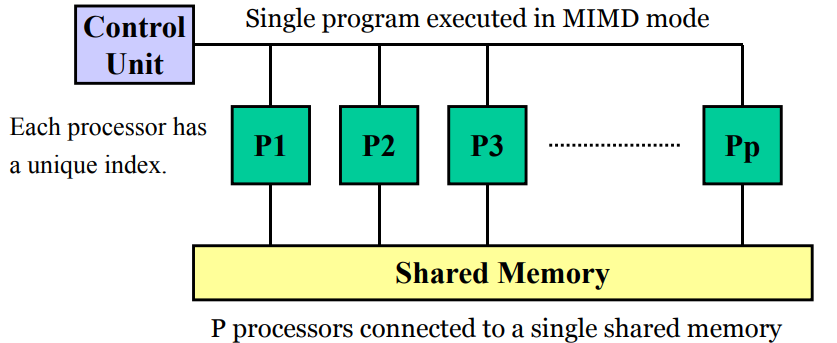 Control
Unit
Single program executed in MIMD mode
Each processor has
a unique index.
P1
P2
P3
Pp
Shared Memory
P processors connected to a single shared memory